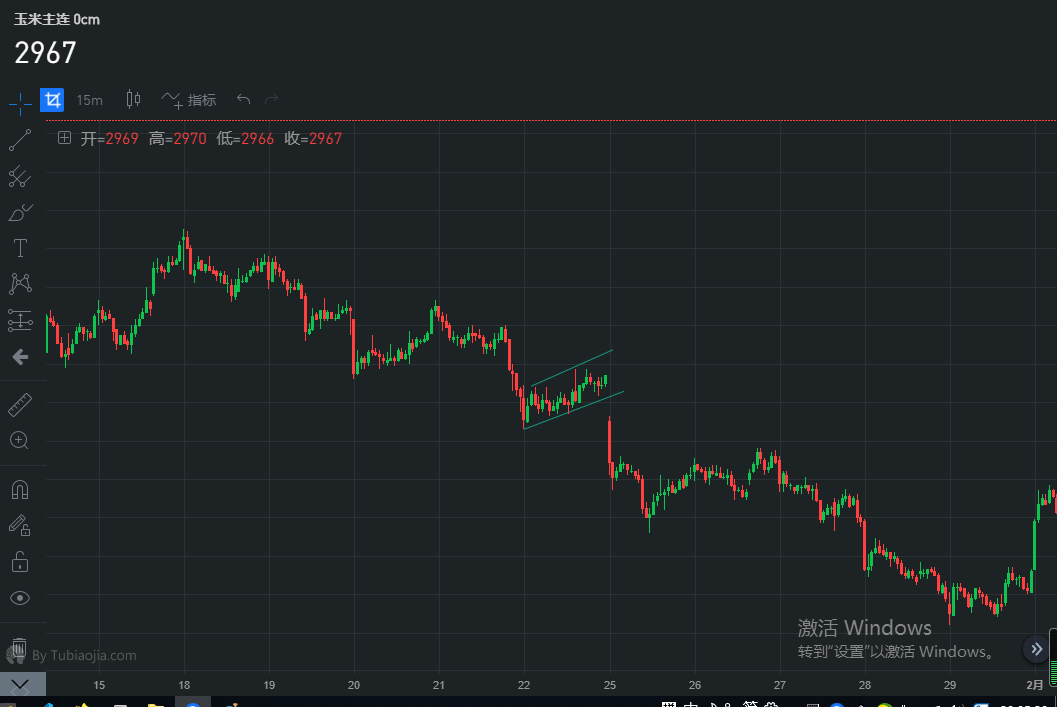 玉米主连 0cm
2967
15m 指标
开=2969 高=2970 低=2966 收=2967
T
激活 Windows
转到“设置”以激活 Windows。
By Tubiaojia.com
15 18 19 20 21 22 25 26 27 28 29 2月